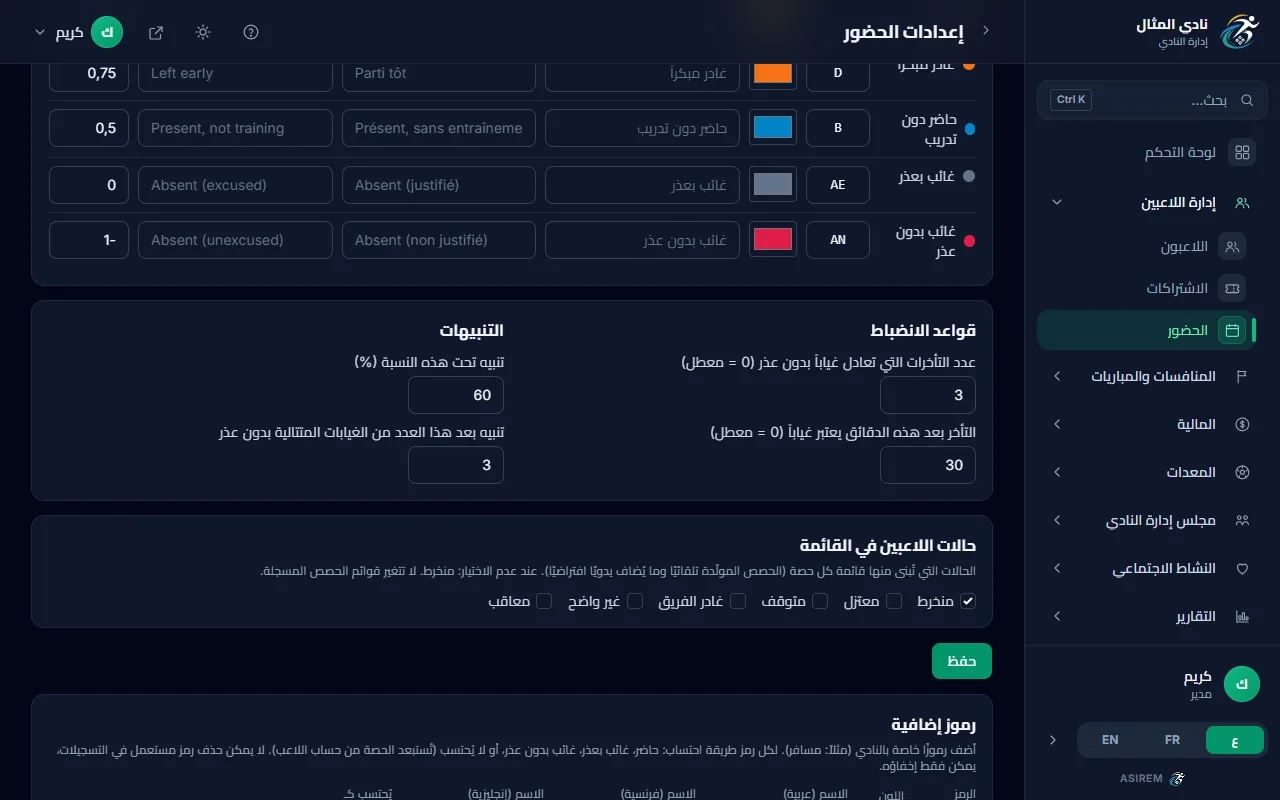 نادي المثال
إدارة النادي
بحث...
Ctrl K
لوحة التحكم
إدارة اللاعبين
اللاعبون
الاشتراكات
الحضور
المنافسات والمباريات
المالية
المعدات
مجلس إدارة النادي
النشاط الاجتماعي
التقارير
ك
كريم
مدير
ع
FR
EN
ASIREM
إعدادات الحضور
ك
كريم
غادر مبكراً
D
غادر مبكراً
Parti tôt
Left early
0,75
حاضر دون تدريب
B
حاضر دون تدريب
Présent, sans entraîneme
Present, not training
0,5
غائب بعذر
AE
غائب بعذر
Absent (justifié)
Absent (excused)
0
غائب بدون عذر
AN
غائب بدون عذر
Absent (non justifié)
Absent (unexcused)
-1
قواعد الانضباط
عدد التأخرات التي تعادل غياباً بدون عذر (0 = معطل)
3
التأخر بعد هذه الدقائق يعتبر غياباً (0 = معطل)
30
التنبيهات
تنبيه تحت هذه النسبة (%)
60
تنبيه بعد هذا العدد من الغيابات المتتالية بدون عذر
3
حالات اللاعبين في القائمة
الحالات التي تُبنى منها قائمة كل حصة (الحصص المولّدة تلقائيًا وما يُضاف يدويًا افتراضيًا). عند عدم الاختيار: منخرط. لا تتغير قوائم الحصص المسجلة.
منخرط معتزل متوقف غادر الفريق غير واضح معاقب
حفظ
رموز إضافية
أضف رموزًا خاصة بالنادي (مثلاً: مسافر). لكل رمز طريقة احتساب: حاضر، غائب بعذر، غائب بدون عذر، أو لا يُحتسب (تُستبعد الحصة من حساب اللاعب). لا يمكن حذف رمز مستعمل في التسجيلات،
يمكن فقط إخفاؤه.
الرمز اللون الاسم (عربية) الاسم (فرنسية) الاسم (إنجليزية) يُحتسب كـ